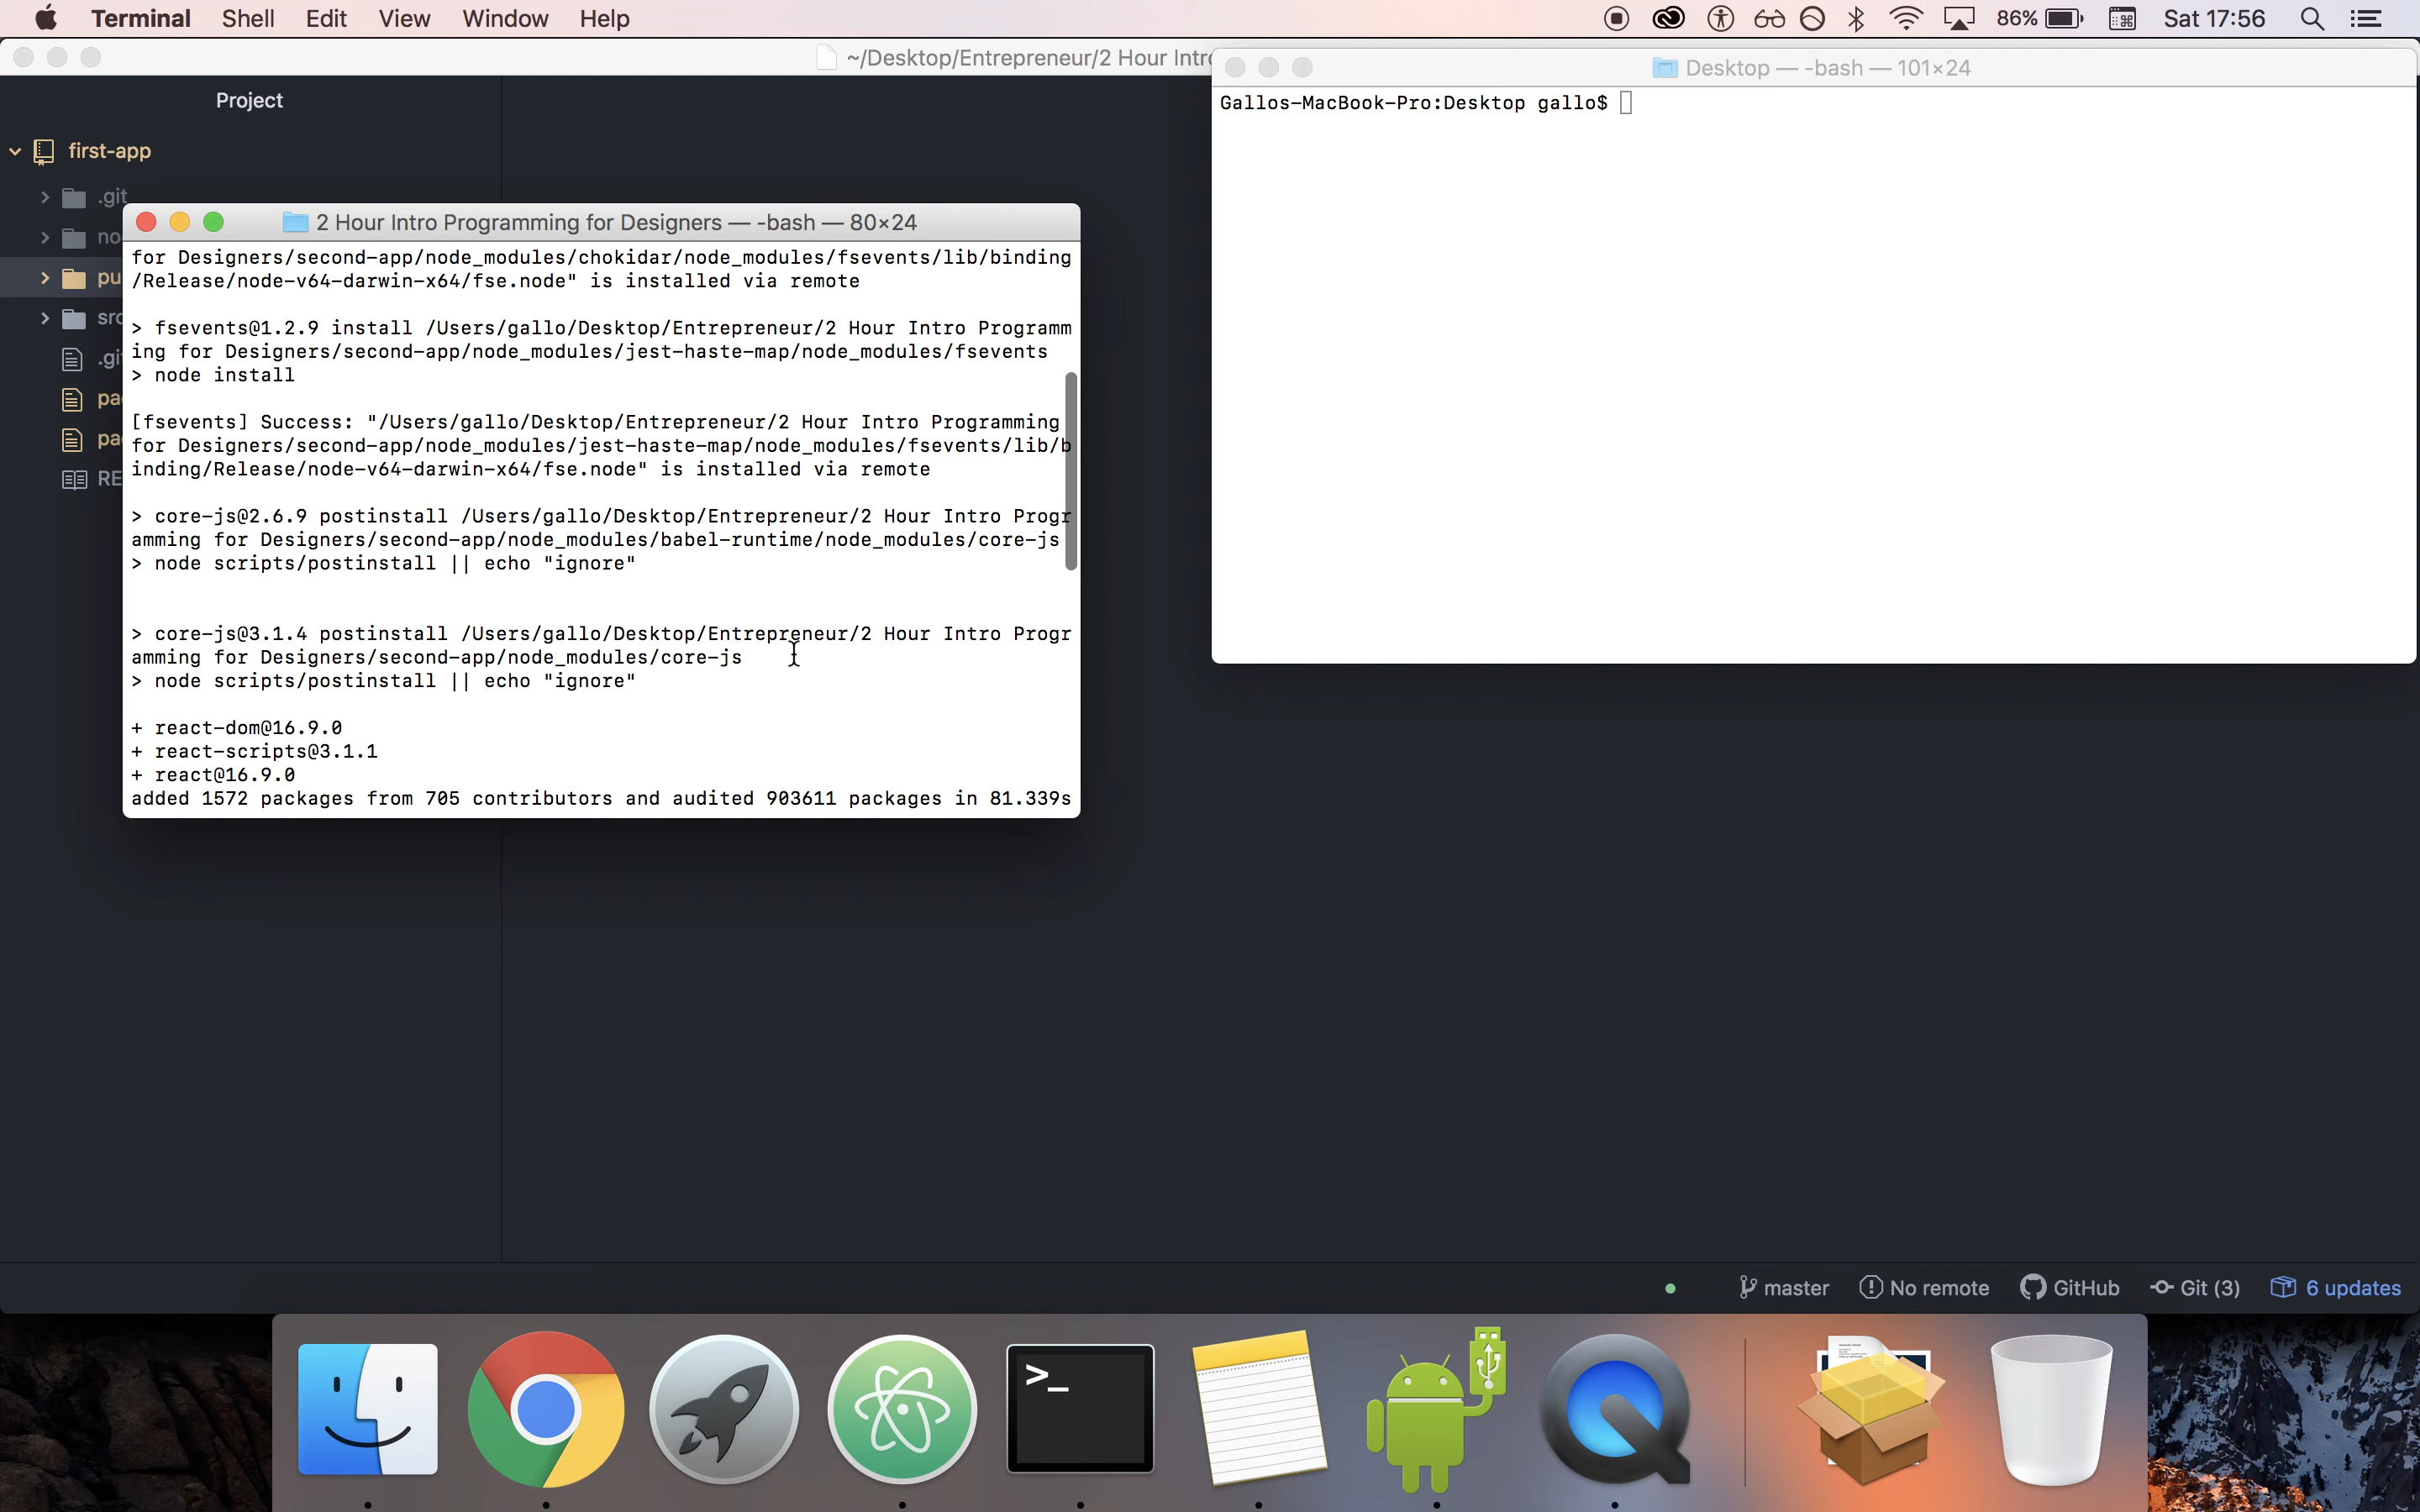 Terminal Shell Edit View Window Help 86% Sat 17:56
~/Desktop/Entrepreneur/2 Hour Intro
Project
first-app
.git
no
pu
src
.gi
pa
pa
RE
2 Hour Intro Programming for Designers — -bash — 80×24
for Designers/second-app/node_modules/chokidar/node_modules/fsevents/lib/binding
/Release/node-v64-darwin-x64/fse.node" is installed via remote
> fsevents@1.2.9 install /Users/gallo/Desktop/Entrepreneur/2 Hour Intro Programm
ing for Designers/second-app/node_modules/jest-haste-map/node_modules/fsevents
> node install
[fsevents] Success: "/Users/gallo/Desktop/Entrepreneur/2 Hour Intro Programming
for Designers/second-app/node_modules/jest-haste-map/node_modules/fsevents/lib/b
inding/Release/node-v64-darwin-x64/fse.node" is installed via remote
> core-js@2.6.9 postinstall /Users/gallo/Desktop/Entrepreneur/2 Hour Intro Progr
amming for Designers/second-app/node_modules/babel-runtime/node_modules/core-js
> node scripts/postinstall || echo "ignore"
> core-js@3.1.4 postinstall /Users/gallo/Desktop/Entrepreneur/2 Hour Intro Progr
amming for Designers/second-app/node_modules/core-js
> node scripts/postinstall || echo "ignore"
+ react-dom@16.9.0
+ react-scripts@3.1.1
+ react@16.9.0
added 1572 packages from 705 contributors and audited 903611 packages in 81.339s
Desktop — -bash — 101×24
Gallos-MacBook-Pro:Desktop gallo$
master No remote GitHub Git (3) 6 updates
>_